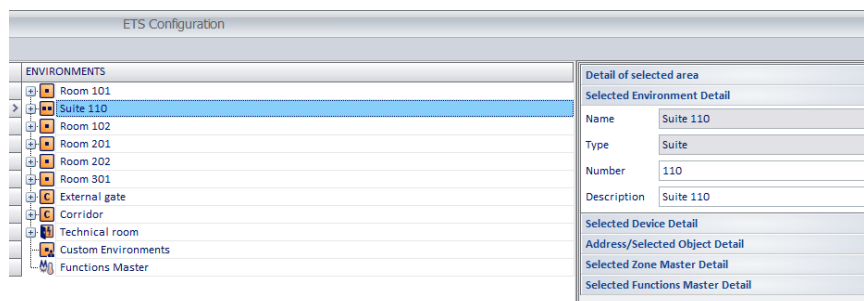 ETS Configuration
ENVIRONMENTS
Room 101
Suite 110
Room 102
Room 201
Room 202
Room 301
C External gate
C Corridor
Technical room
Custom Environments
Functions Master
Detail of selected area
Selected Environment Detail
Name Suite 110
Type Suite
Number 110
Description Suite 110
Selected Device Detail
Address/Selected Object Detail
Selected Zone Master Detail
Selected Functions Master Detail